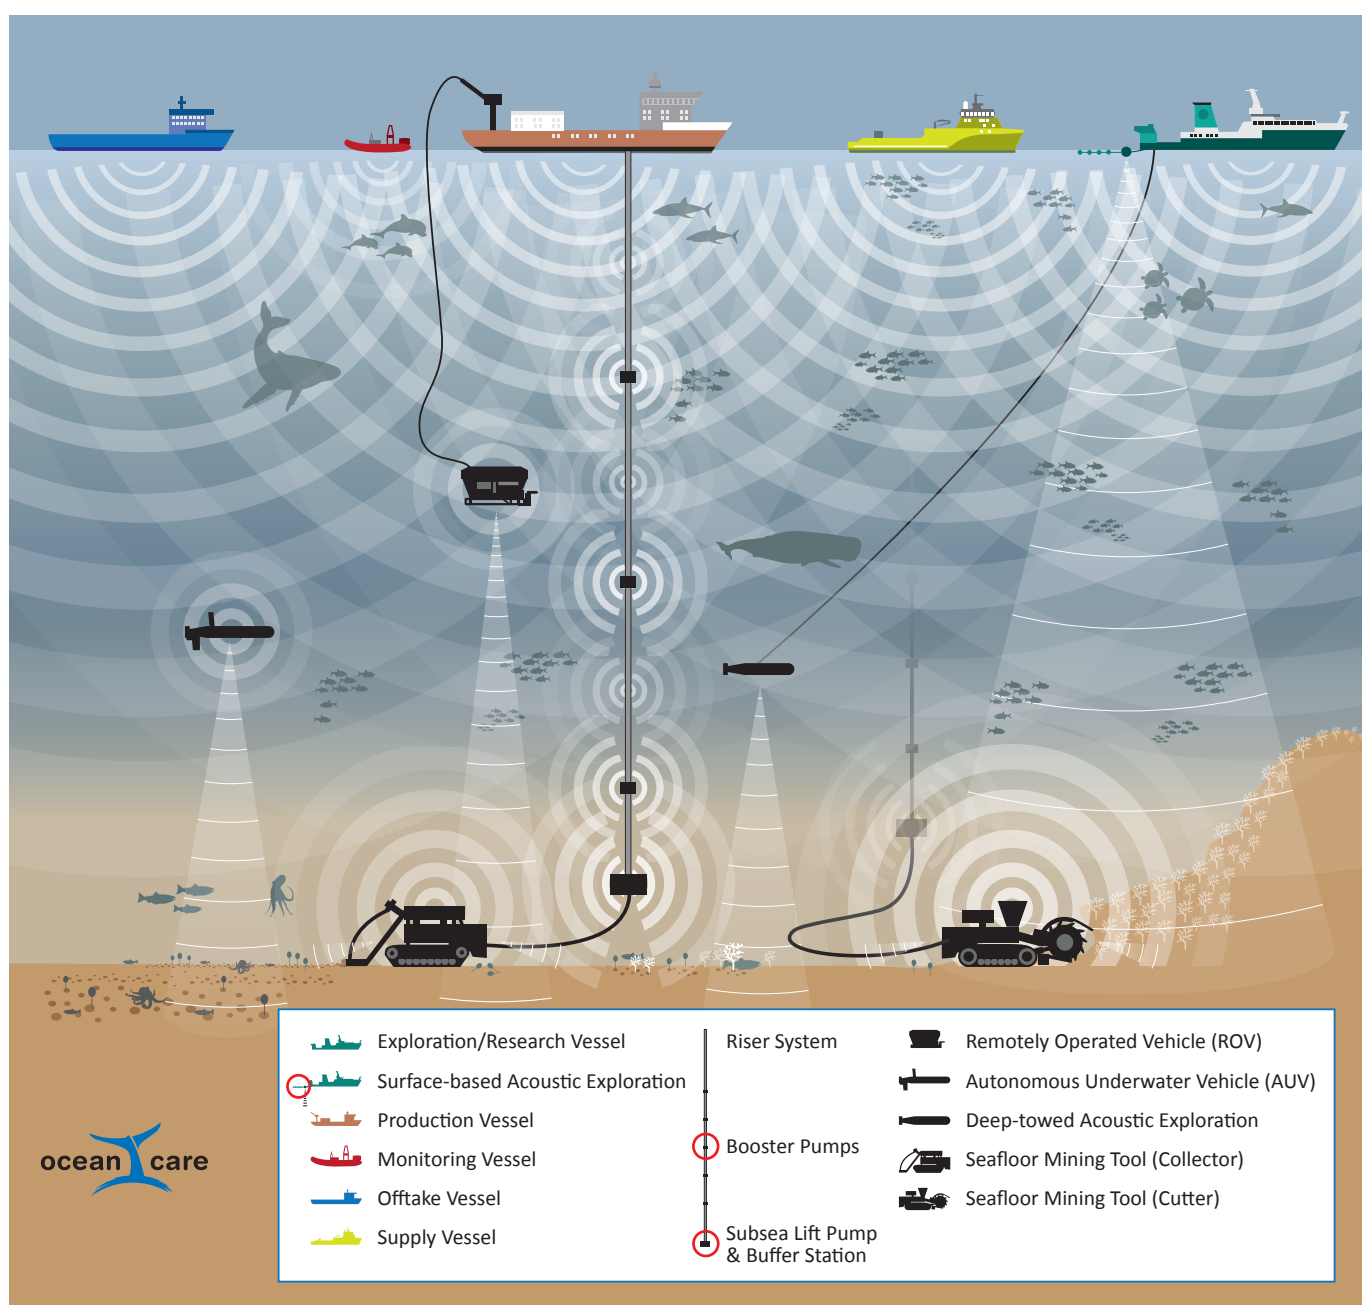 Exploration/Research Vessel
Surface-based Acoustic Exploration
Production Vessel
Monitoring Vessel
Offtake Vessel
Supply Vessel
Riser System
Booster Pumps
Subsea Lift Pump
& Buffer Station
Remotely Operated Vehicle (ROV)
Autonomous Underwater Vehicle (AUV)
Deep-towed Acoustic Exploration
Seafloor Mining Tool (Collector)
Seafloor Mining Tool (Cutter)
ocean care